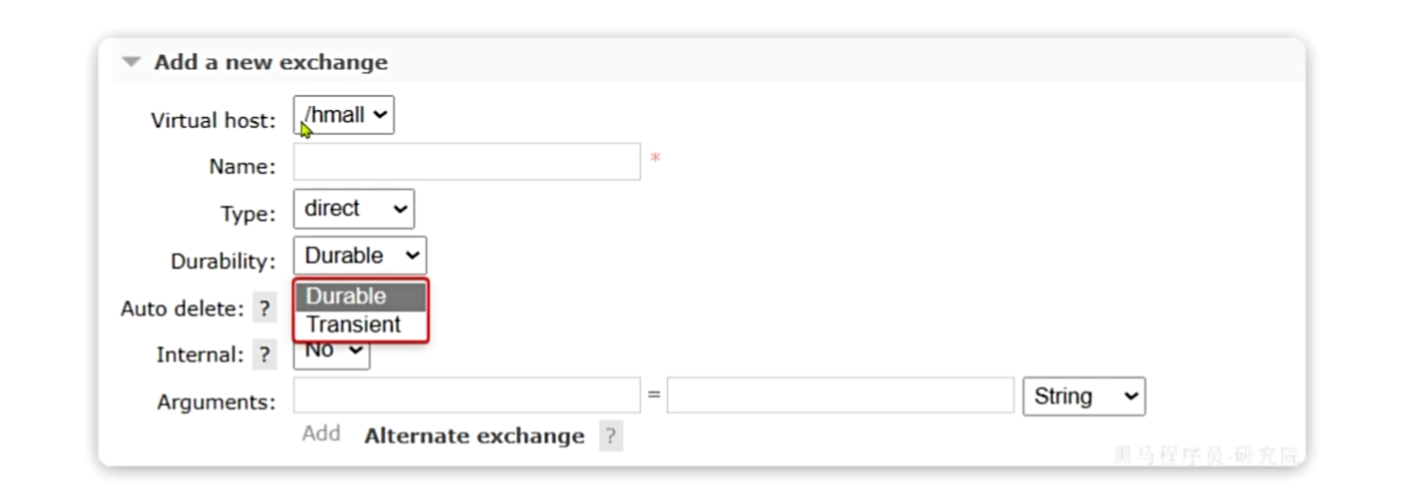 Add a new exchange
Virtual host: /hmall
Name: *
Type: direct
Durability: Durable
Durable
Auto delete: ?
Transient
Internal: ? No
Arguments: = String
Add Alternate exchange ?
黑马程序员-研究院